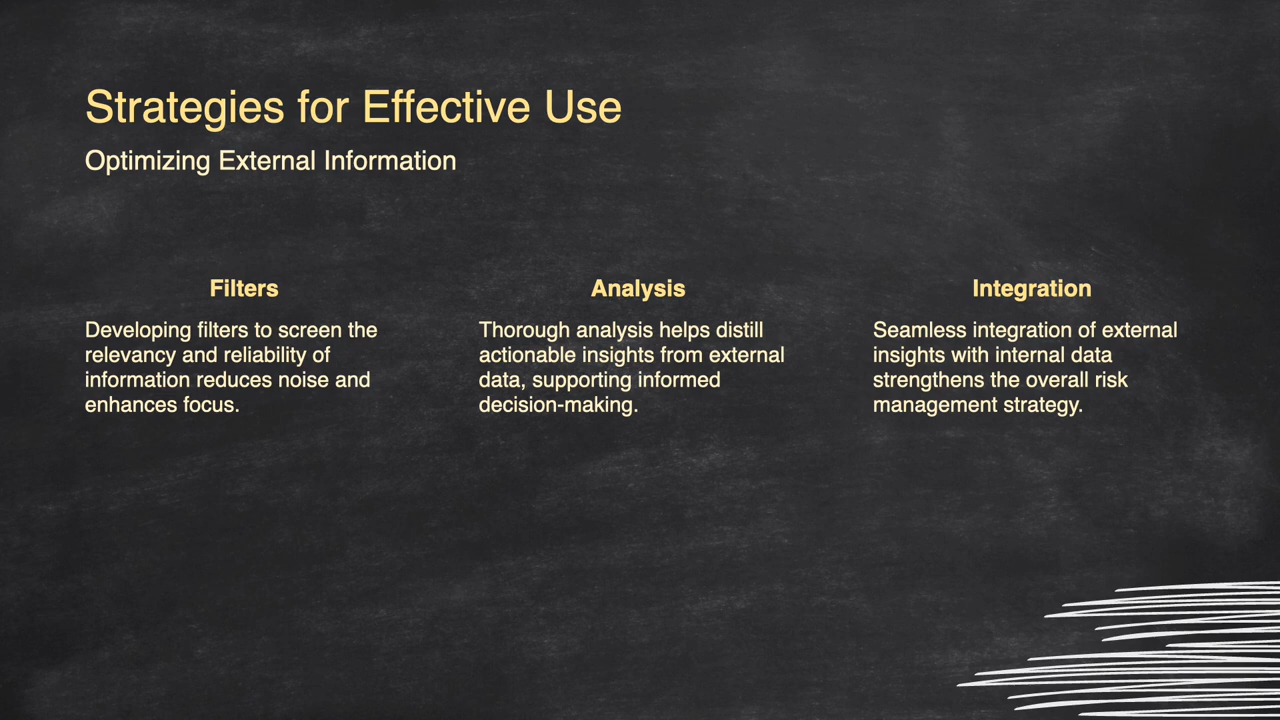 Strategies for Effective Use
Optimizing External Information
Filters
Developing filters to screen the
relevancy and reliability of
information reduces noise and
enhances focus.
Analysis
Thorough analysis helps distill
actionable insights from external
data, supporting informed
decision-making.
Integration
Seamless integration of external
insights with internal data
strengthens the overall risk
management strategy.